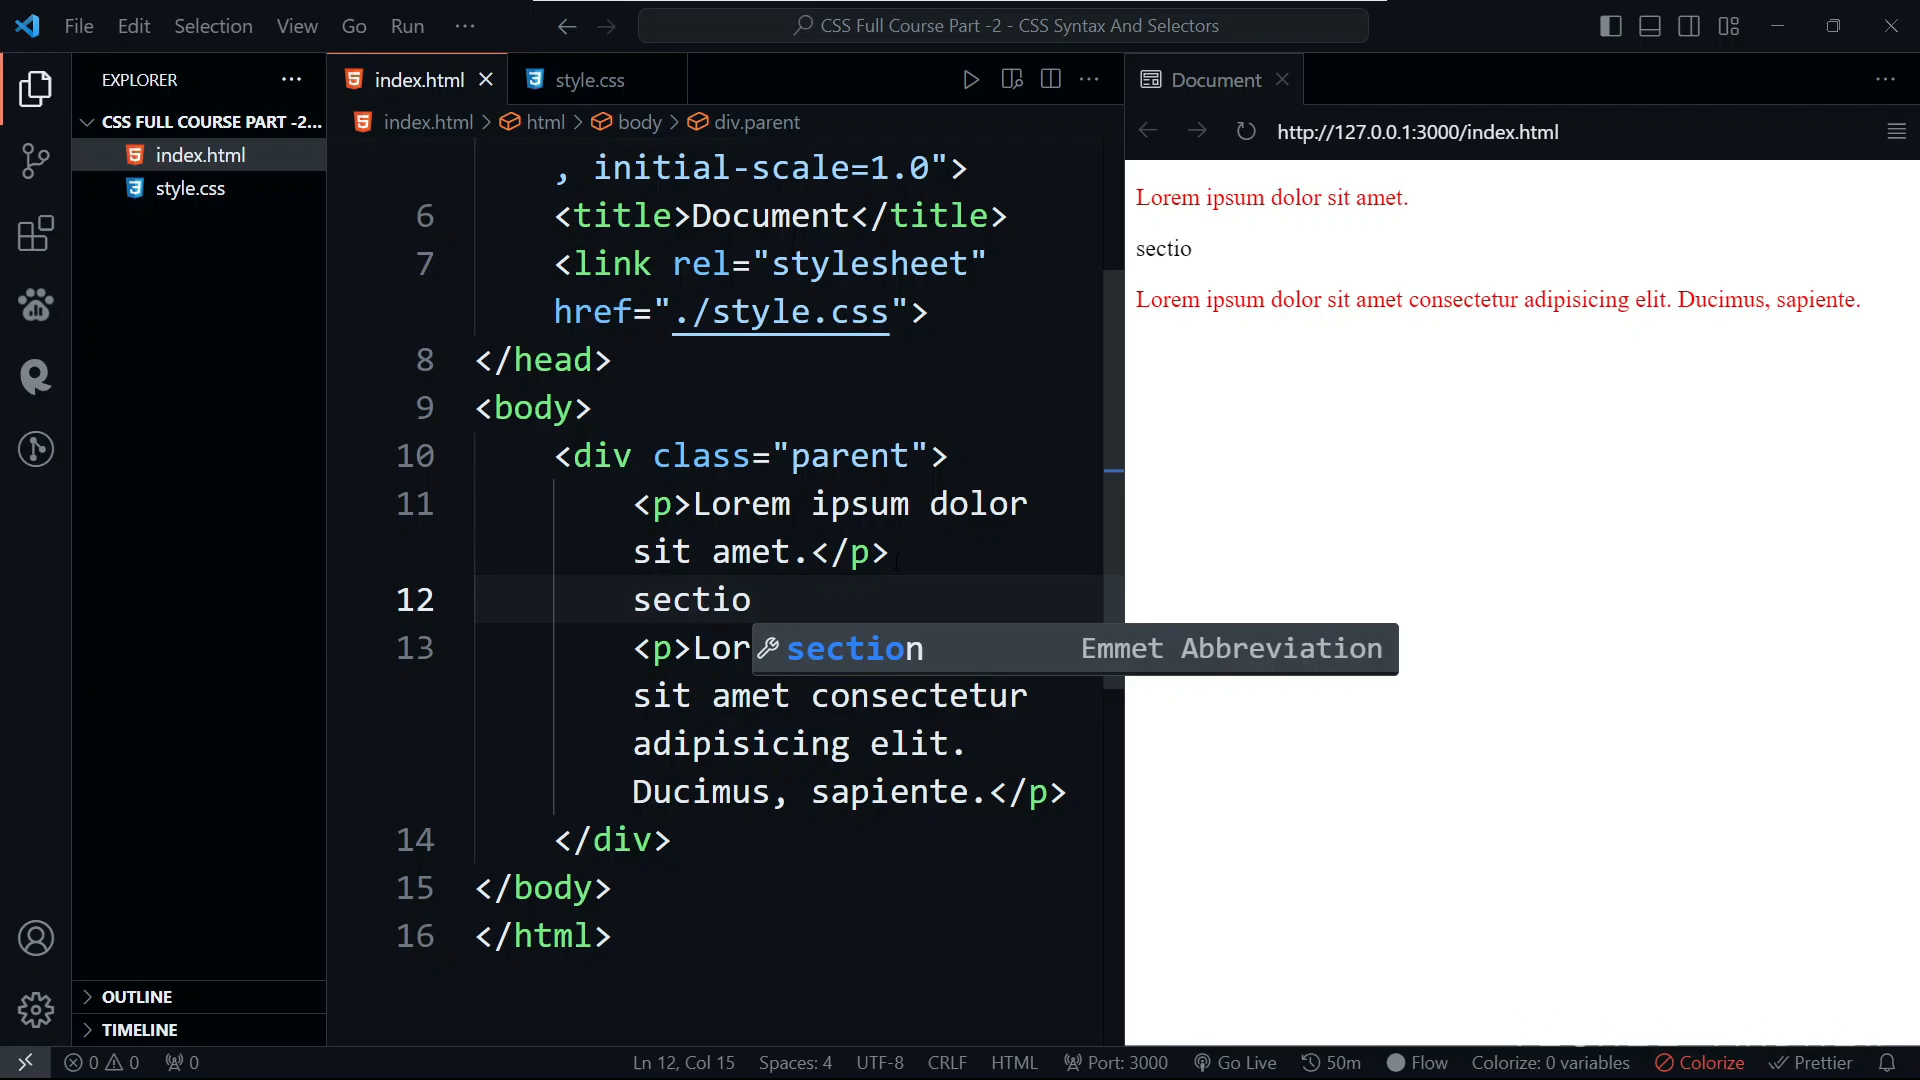 File Edit Selection View Go Run ···
CSS Full Course Part -2 - CSS Syntax And Selectors
EXPLORER
CSS FULL COURSE PART -2...
index.html
style.css
OUTLINE
TIMELINE
index.html
style.css
index.html > html > body > div.parent
, initial-scale=1.0">
6 <title>Document</title>
7 <link rel="stylesheet"
href="./style.css">
8 </head>
9 <body>
10 <div class="parent">
11 <p>Lorem ipsum dolor
sit amet.</p>
12 sectio
13 <p>Lor
section Emmet Abbreviation
sit amet consectetur
adipisicing elit.
Ducimus, sapiente.</p>
14 </div>
15 </body>
16 </html>
Document
http://127.0.0.1:3000/index.html
Lorem ipsum dolor sit amet.
sectio
Lorem ipsum dolor sit amet consectetur adipisicing elit. Ducimus, sapiente.
0 0 0 Ln 12, Col 15 Spaces: 4 UTF-8 CRLF HTML Port: 3000 Go Live 50m Flow Colorize: 0 variables Colorize Prettier